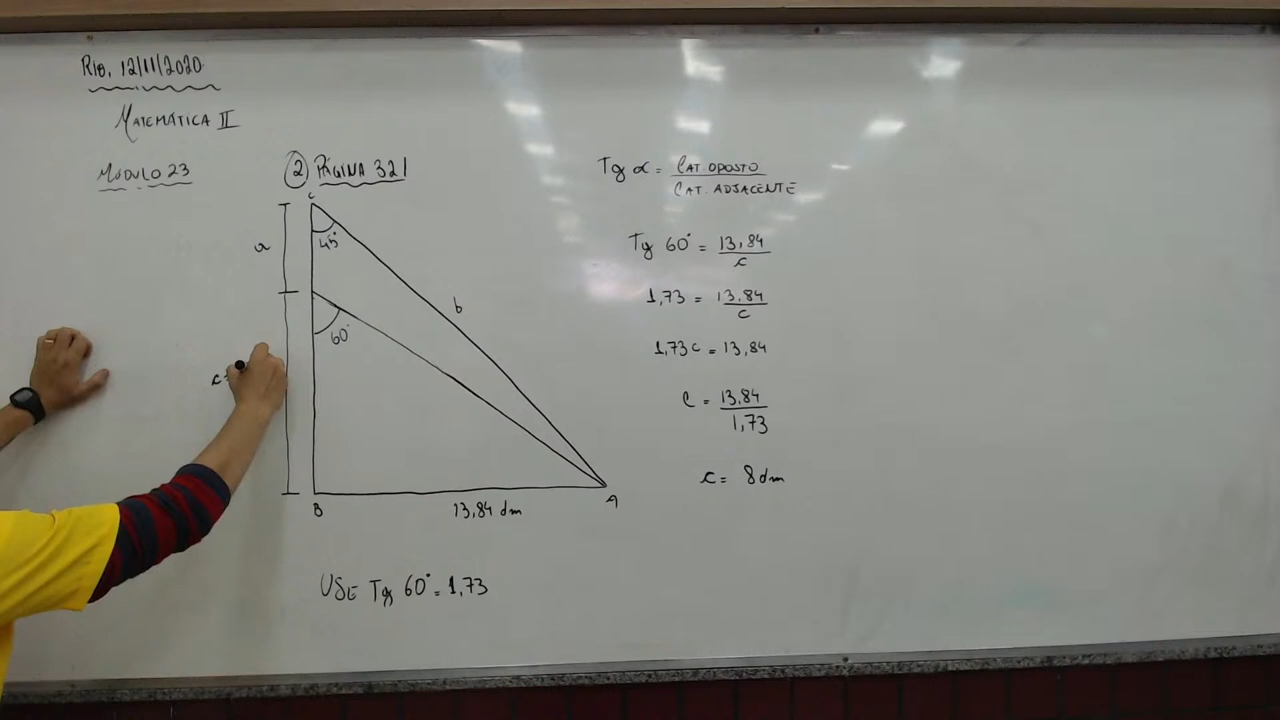 RIB, 12/11/2020
MATEMÁTICA II
MÓDULO 23
2 PÁGINA 321
C
45°
a
b
60°
c =
B
13,84 dm
A
USE Tg 60° = 1,73
Tg α = CAT. OPOSTO
CAT. ADJACENTE
Tg 60° = 13,84
c
1,73 = 13,84
c
1,73c = 13,84
c = 13,84
1,73
c = 8 dm